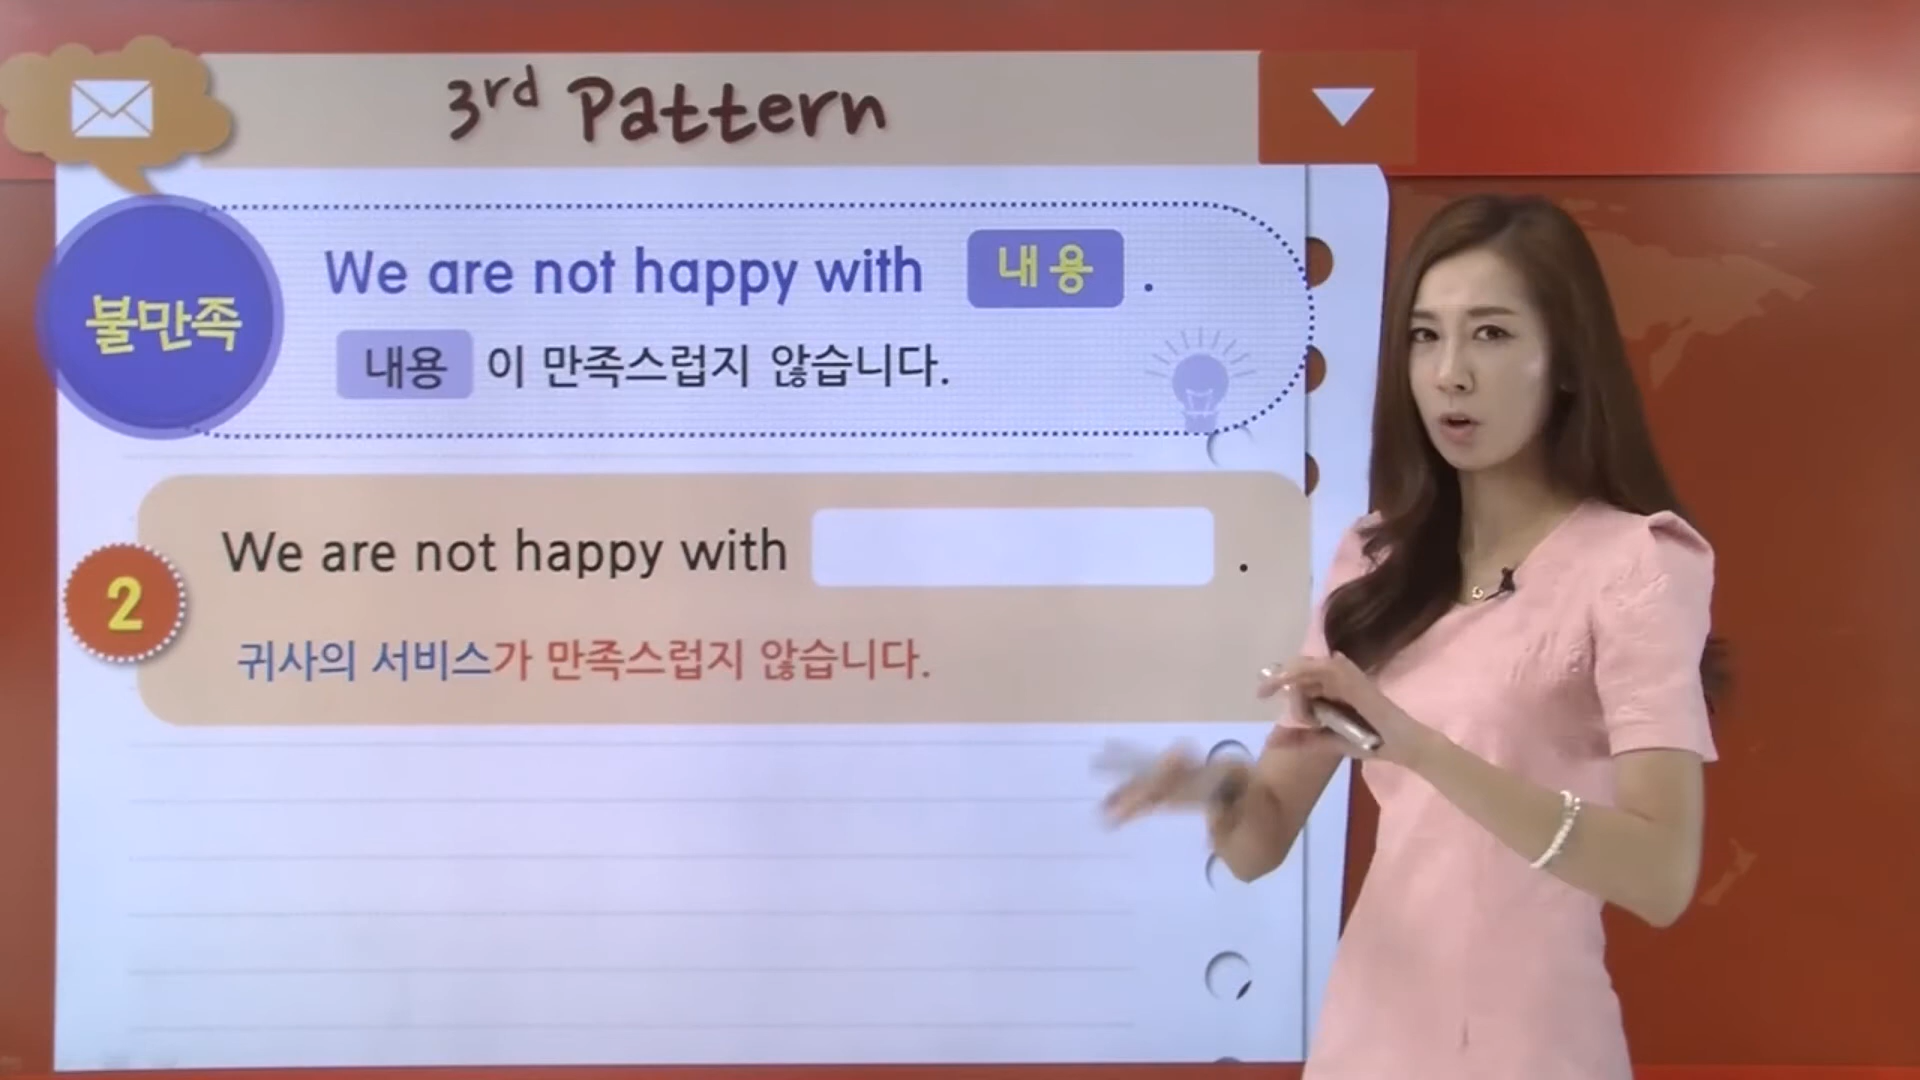 3rd Pattern
불만족
We are not happy with 내용 .
내용 이 만족스럽지 않습니다.
2
We are not happy with .
귀사의 서비스가 만족스럽지 않습니다.